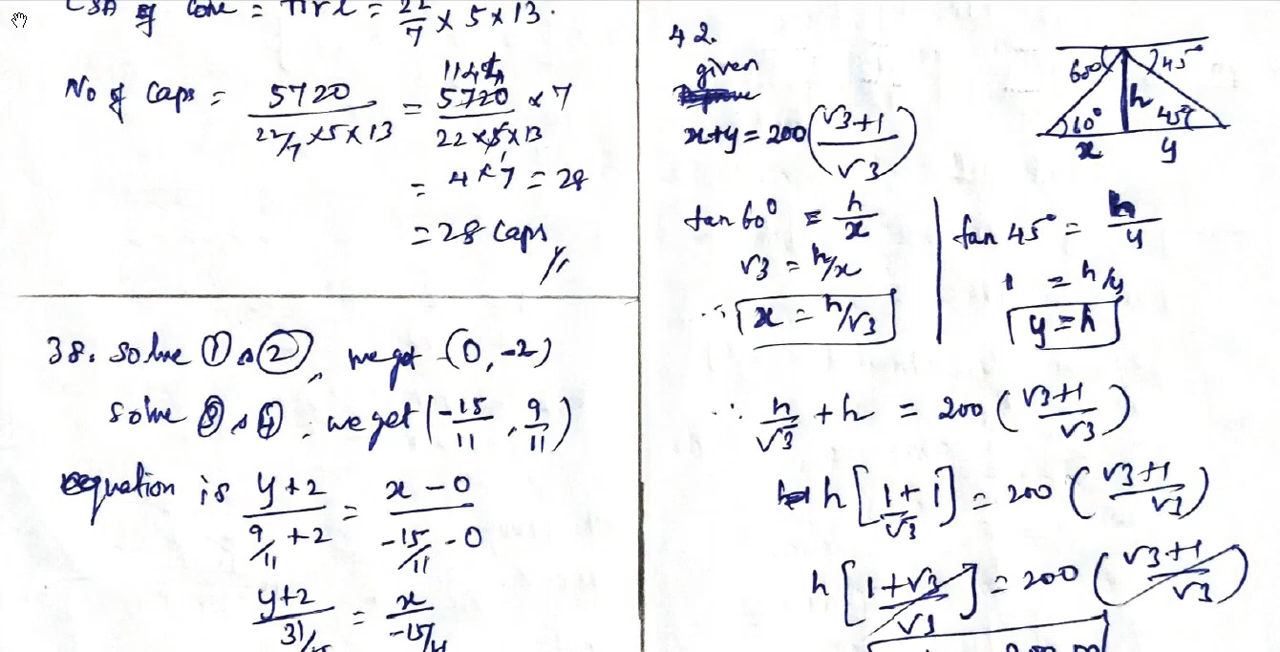 CSA of cone = πrl = 22/7 × 5 × 13.
No of caps = 5720 / (22/7 × 5 × 13) = 5720 × 7 / (22 × 5 × 13)
= 4 × 7 = 28
= 28 caps //
38. solve ① & ②, we get (0, -2)
solve ③ & ④, we get (-15/11, 9/11)
equation is (y+2) / (9/11 + 2) = (x - 0) / (-15/11 - 0)
(y+2) / (31/11) = x / (-15/11)
42.
given
x+y = 200 ((√3+1)/√3)
60° 45°
h
60° 45°
x y
tan 60° = h/x
√3 = h/x
∴ x = h/√3
tan 45° = h/y
1 = h/y
y = h
∴ h/√3 + h = 200 ((√3+1)/√3)
h [1/√3 + 1] = 200 ((√3+1)/√3)
h [(1+√3)/√3] = 200 ((√3+1)/√3)